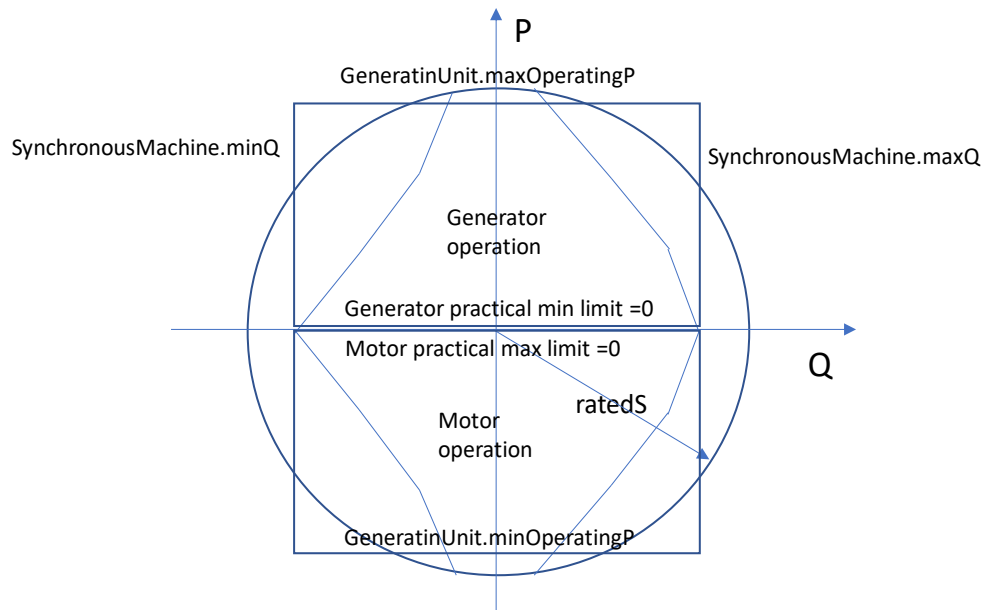 P
GeneratinUnit.maxOperatingP
SynchronousMachine.minQ
SynchronousMachine.maxQ
Generator
operation
Generator practical min limit =0
Motor practical max limit =0
Q
ratedS
Motor
operation
GeneratinUnit.minOperatingP